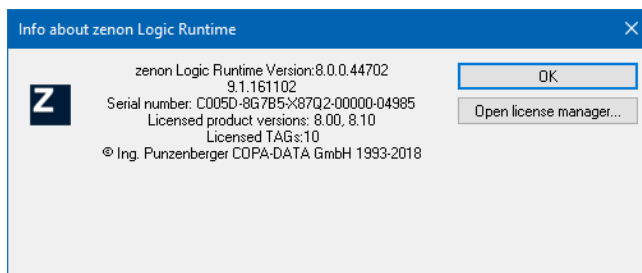 Info about zenon Logic Runtime
Z
zenon Logic Runtime Version:8.0.0.44702
9.1.161102
Serial number: C005D-8G7B5-X87Q2-00000-04985
Licensed product versions: 8.00, 8.10
Licensed TAGs:10
© Ing. Punzenberger COPA-DATA GmbH 1993-2018
OK
Open license manager...